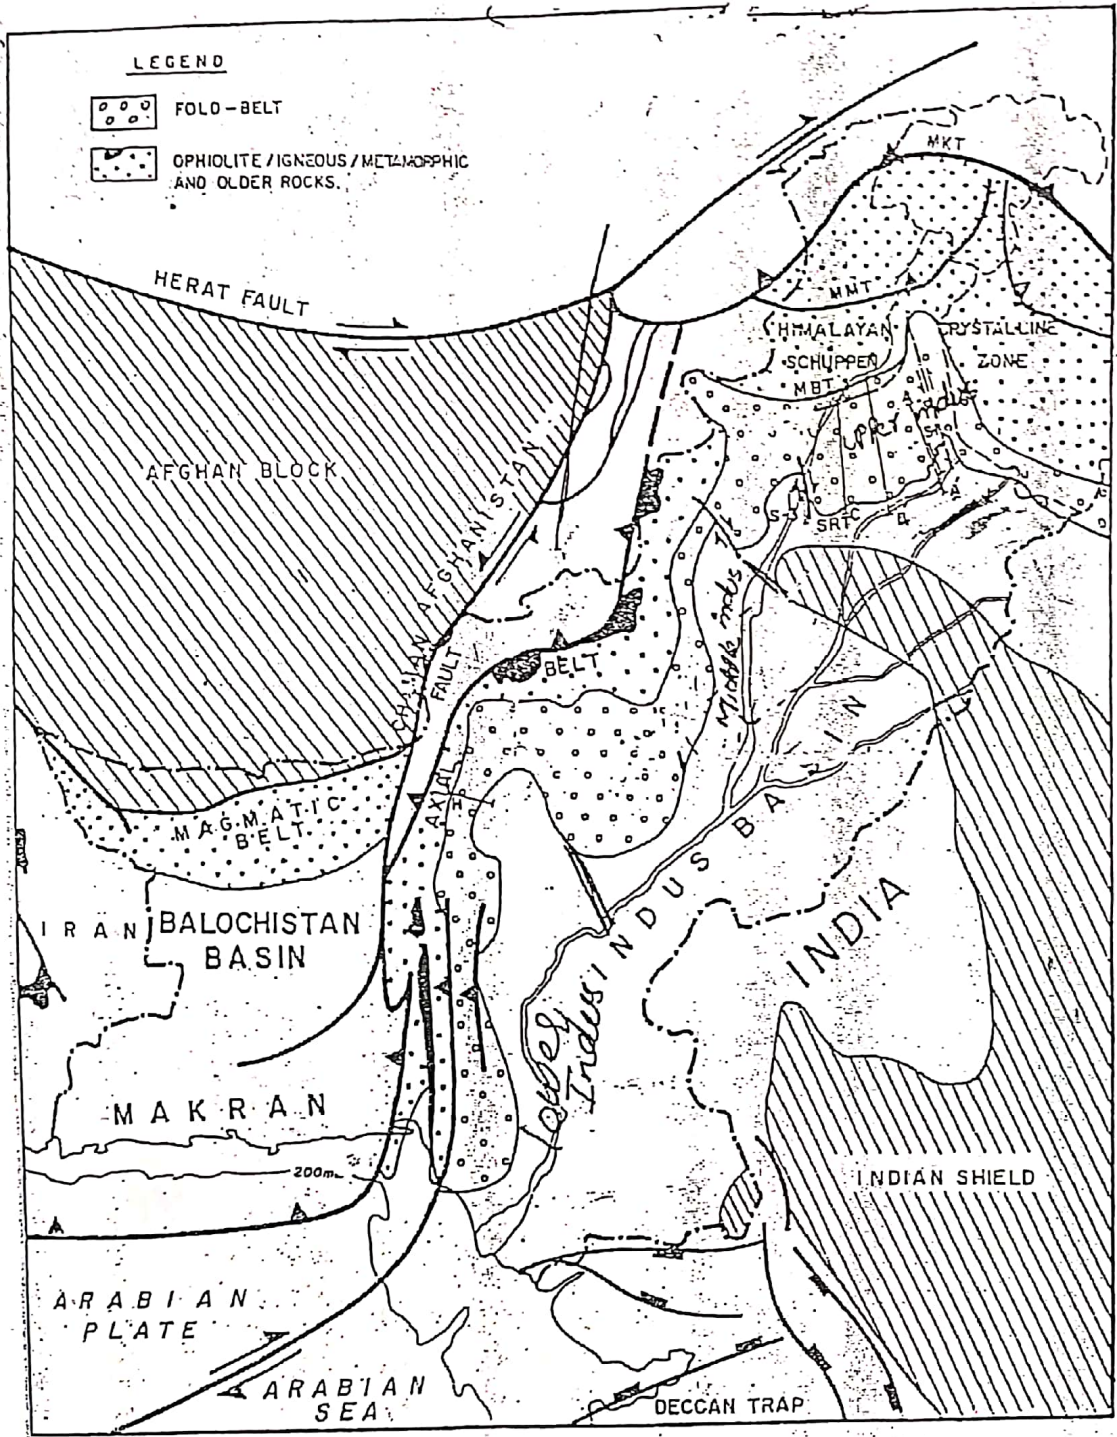 LEGEND
FOLD-BELT
OPHIOLITE/IGNEOUS/METAMORPHIC
AND OLDER ROCKS.
MKT
HERAT FAULT
MMT
HIMALAYAN
SCHUPPEN
CRYSTALLINE
ZONE
MBT
Upper Indus
AFGHAN BLOCK
AFGHANISTAN
SRT
CHAMAN
FAULT
BELT
Middle Indus
AXIAL
MAGMATIC
BELT
IRAN
BALOCHISTAN
BASIN
INDUS BASIN
INDIA
Lower
Indus
MAKRAN
200m
INDIAN SHIELD
ARABIAN
PLATE
ARABIAN
SEA
DECCAN TRAP